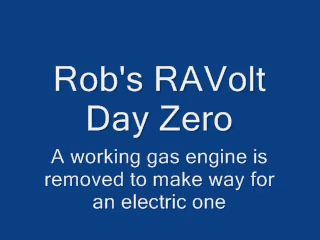 Rob's RAVolt
Day Zero
A working gas engine is
removed to make way for
an electric one